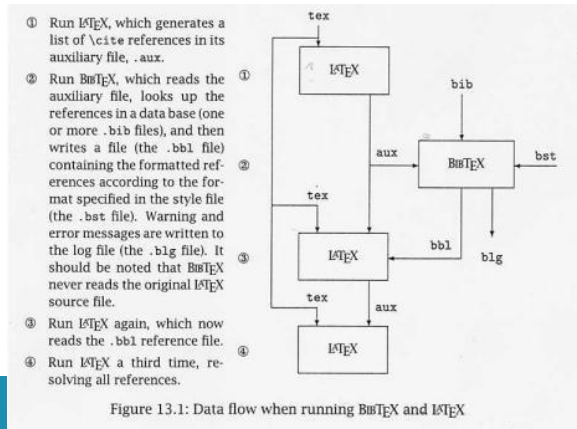 ① Run LATEX, which generates a
list of \cite references in its
auxiliary file, .aux.
② Run BIBTEX, which reads the
auxiliary file, looks up the
references in a data base (one
or more .bib files), and then
writes a file (the .bbl file)
containing the formatted ref-
erences according to the for-
mat specified in the style file
(the .bst file). Warning and
error messages are written to
the log file (the .blg file). It
should be noted that BIBTEX
never reads the original LATEX
source file.
③ Run LATEX again, which now
reads the .bbl reference file.
④ Run LATEX a third time, re-
solving all references.
tex
① LATEX
bib
aux
② BIBTEX bst
tex
bbl
blg
③ LATEX
tex
aux
④ LATEX
Figure 13.1: Data flow when running BIBTEX and LATEX